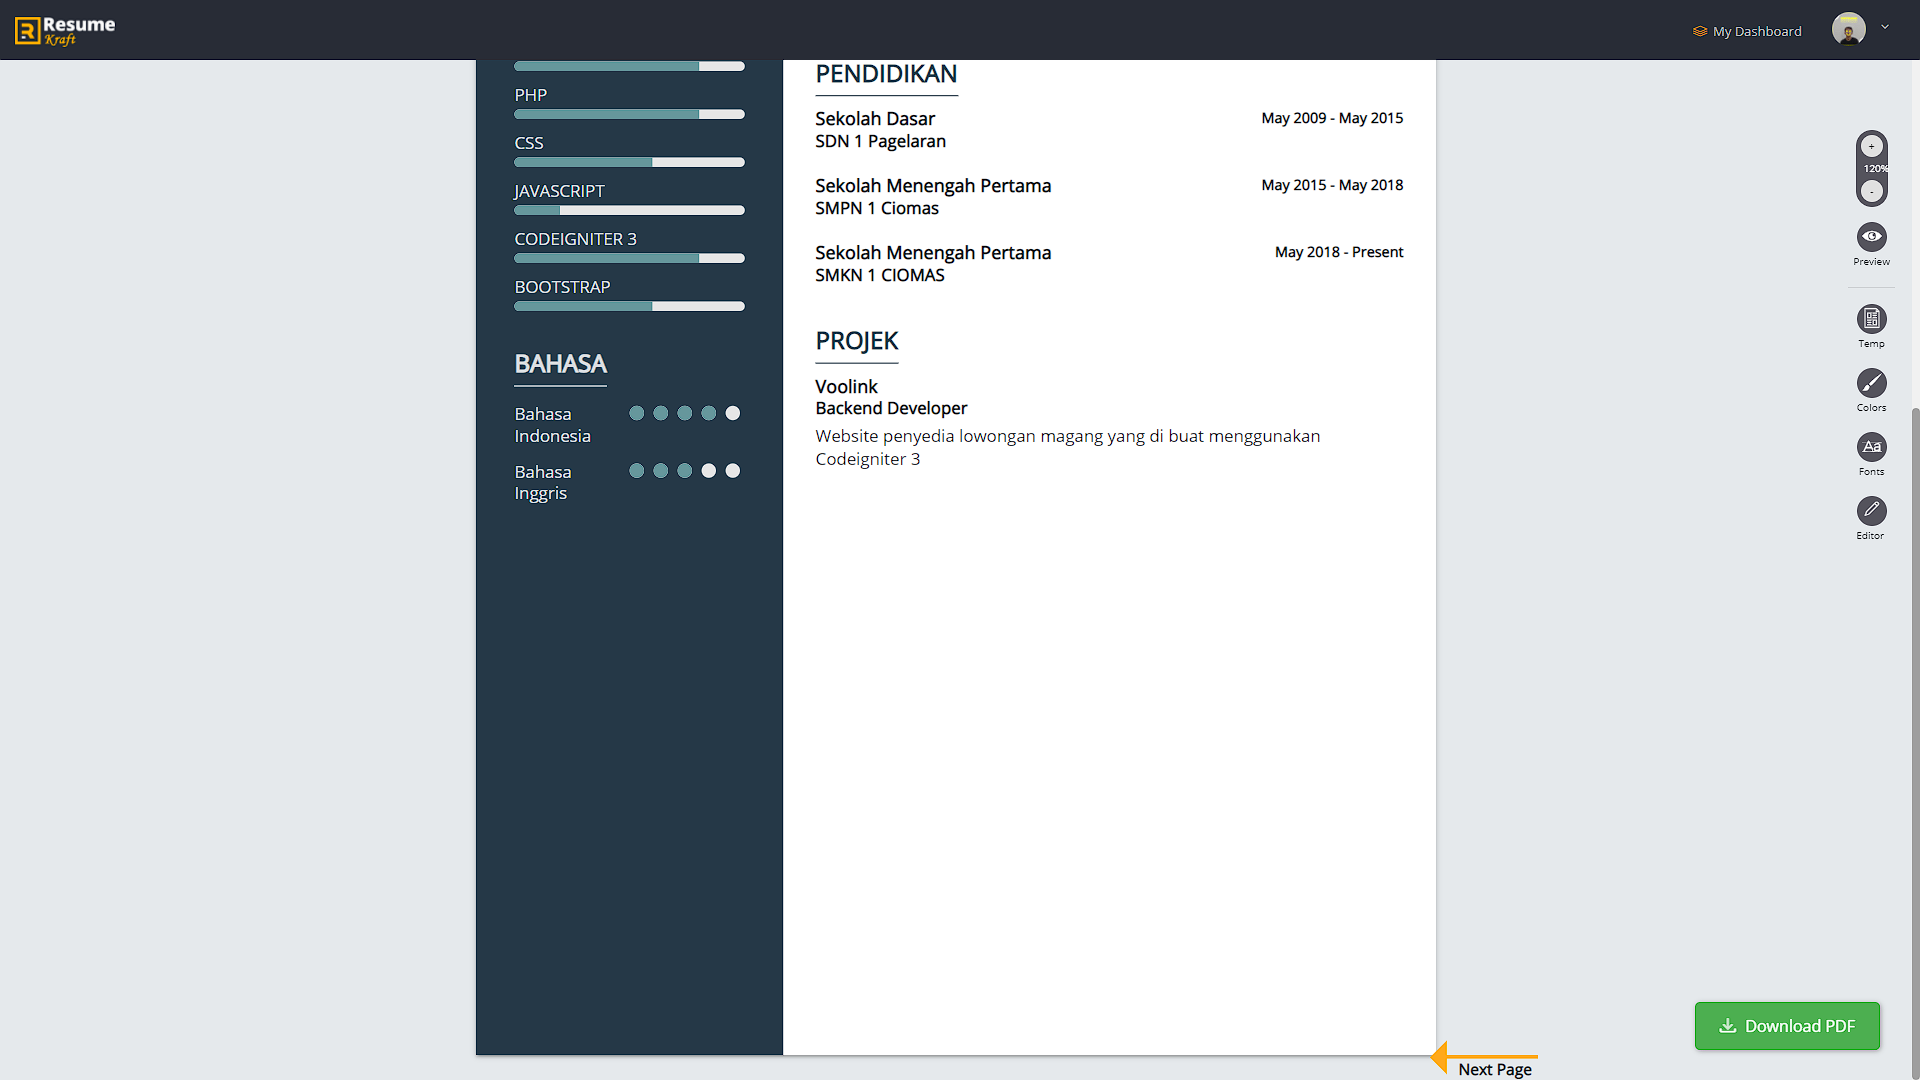 Resume
Kraft
My Dashboard
PHP
CSS
JAVASCRIPT
CODEIGNITER 3
BOOTSTRAP
BAHASA
Bahasa
Indonesia
Bahasa
Inggris
PENDIDIKAN
Sekolah Dasar May 2009 - May 2015
SDN 1 Pagelaran
Sekolah Menengah Pertama May 2015 - May 2018
SMPN 1 Ciomas
Sekolah Menengah Pertama May 2018 - Present
SMKN 1 CIOMAS
PROJEK
Voolink
Backend Developer
Website penyedia lowongan magang yang di buat menggunakan
Codeigniter 3
+
120%
-
Preview
Temp
Colors
Aa
Fonts
Editor
Download PDF
Next Page